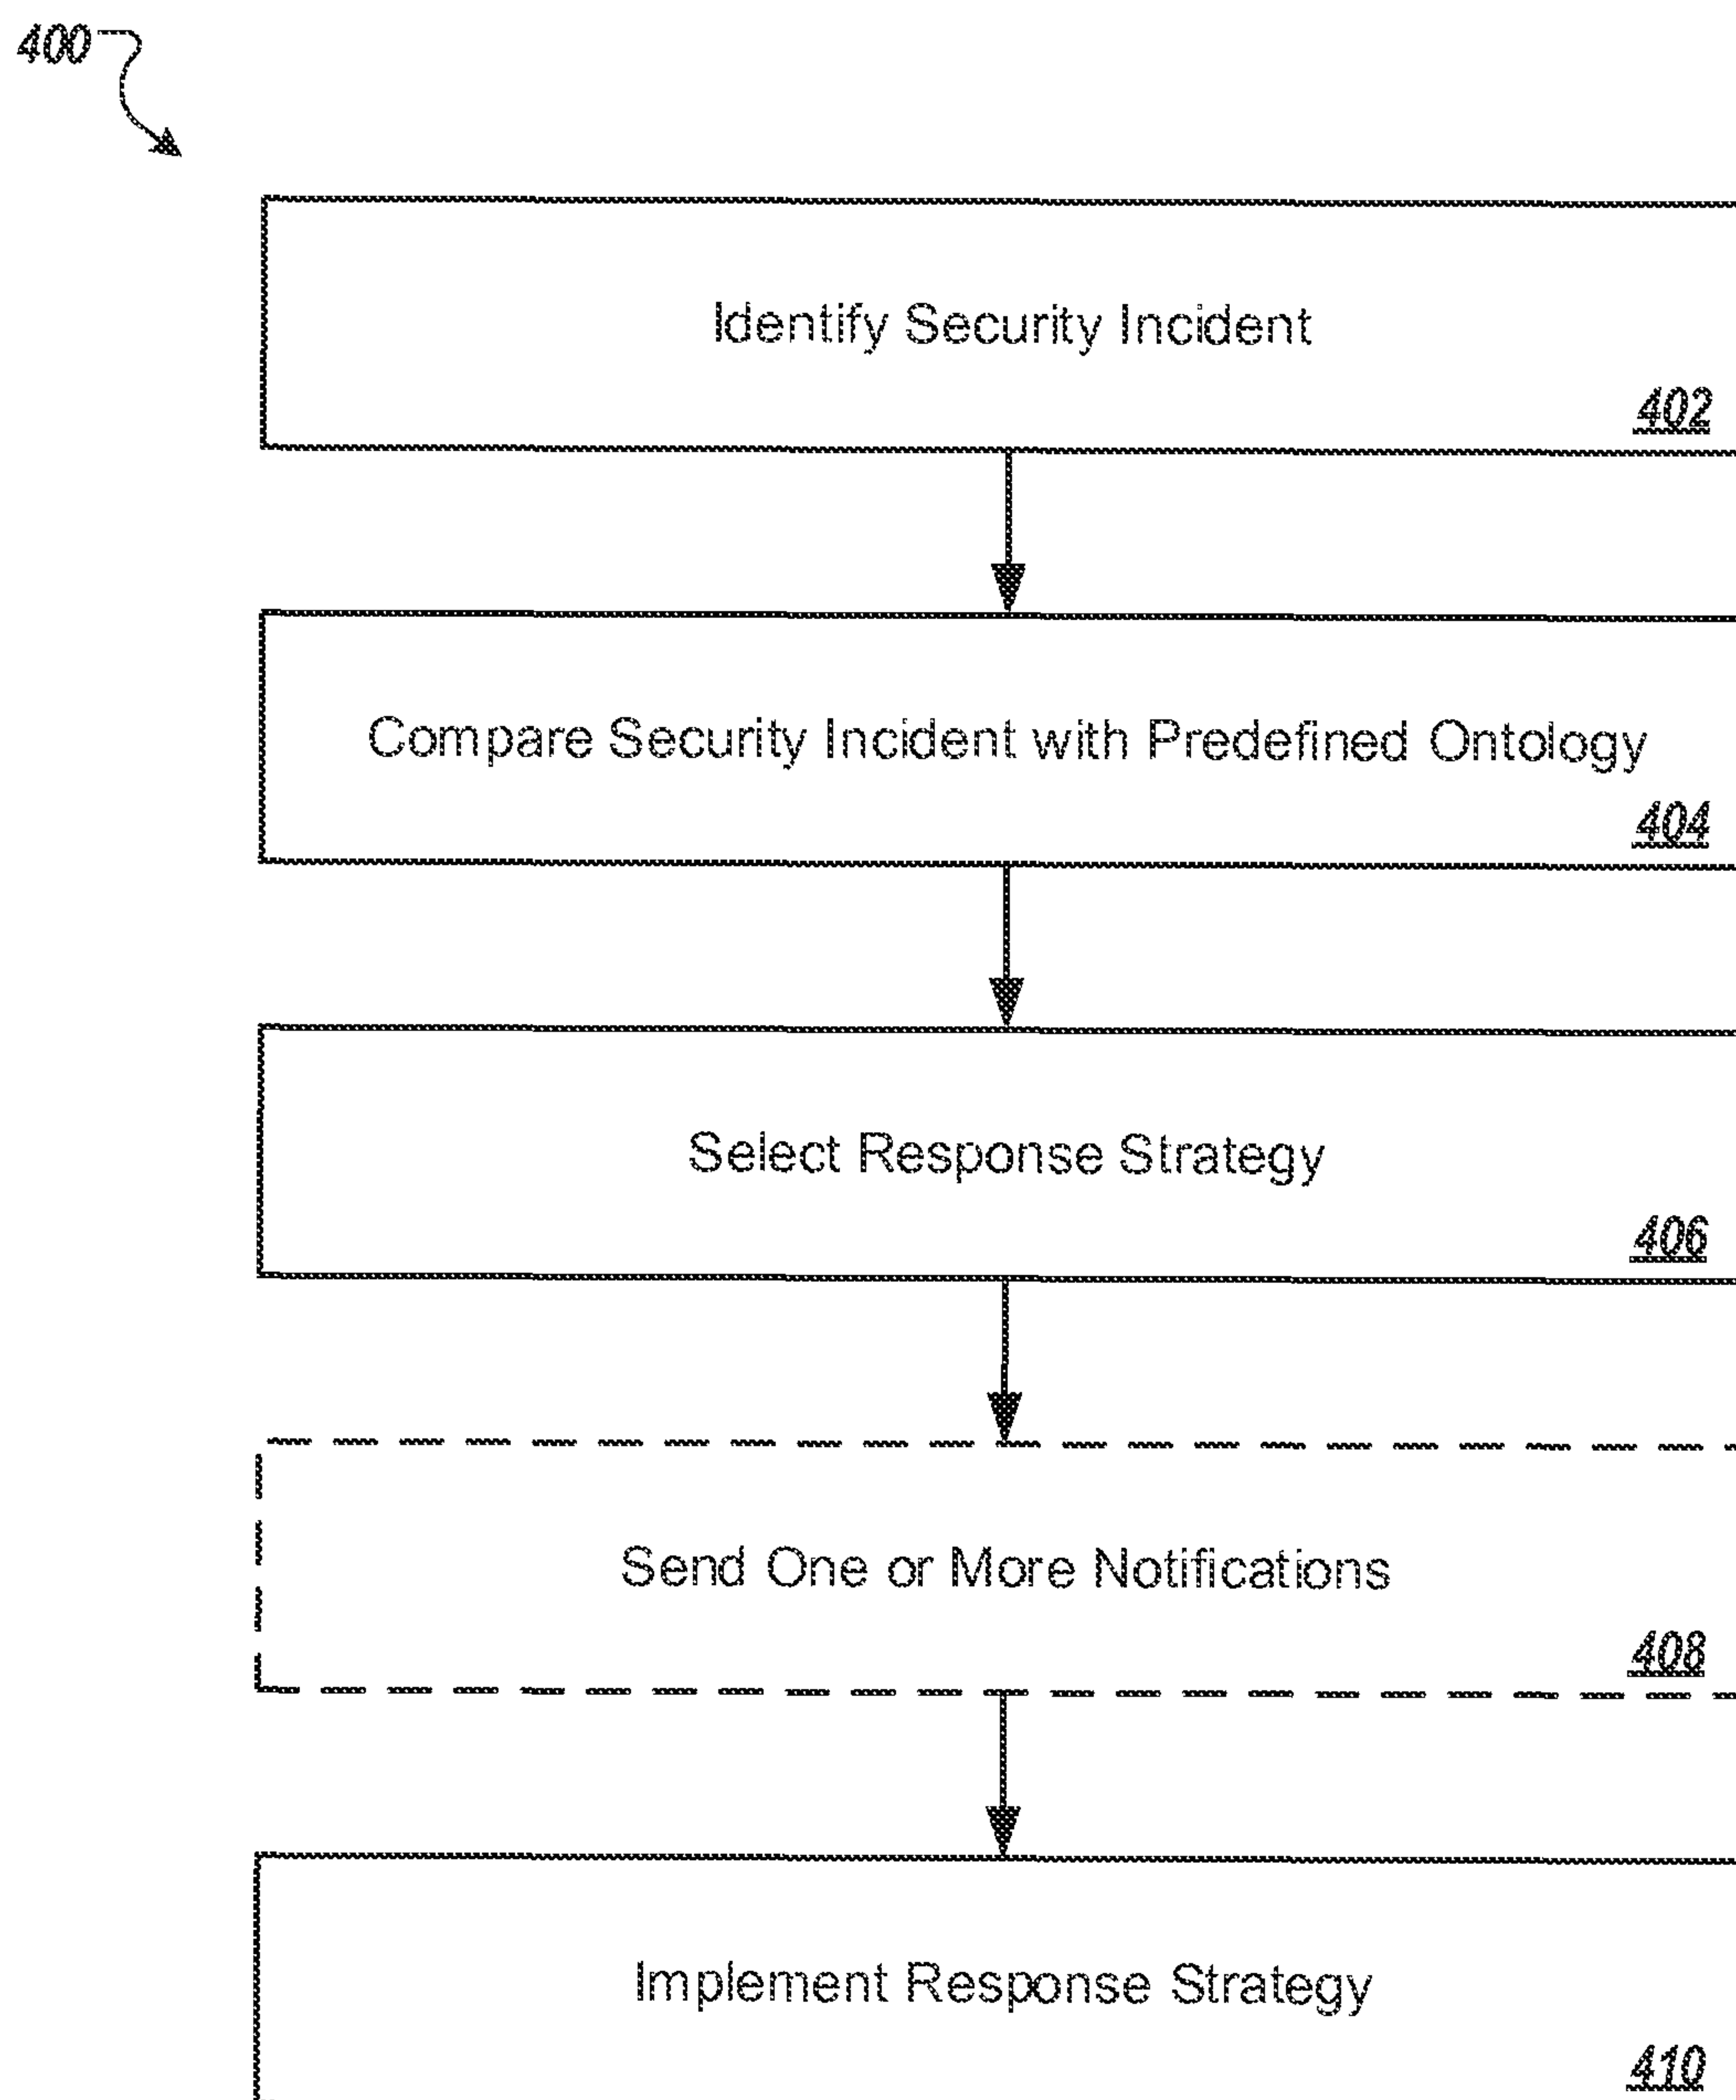 400
Identify Security Incident
402
Compare Security Incident with Predefined Ontology
404
Select Response Strategy
406
Send One or More Notifications
408
Implement Response Strategy
410